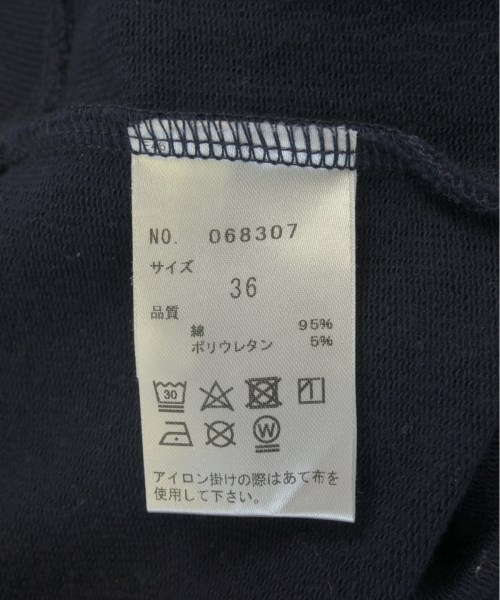 NO. 068307
サイズ
36
品質
綿 95%
ポリウレタン 5%
30
W
アイロン掛けの際はあて布を
使用して下さい。